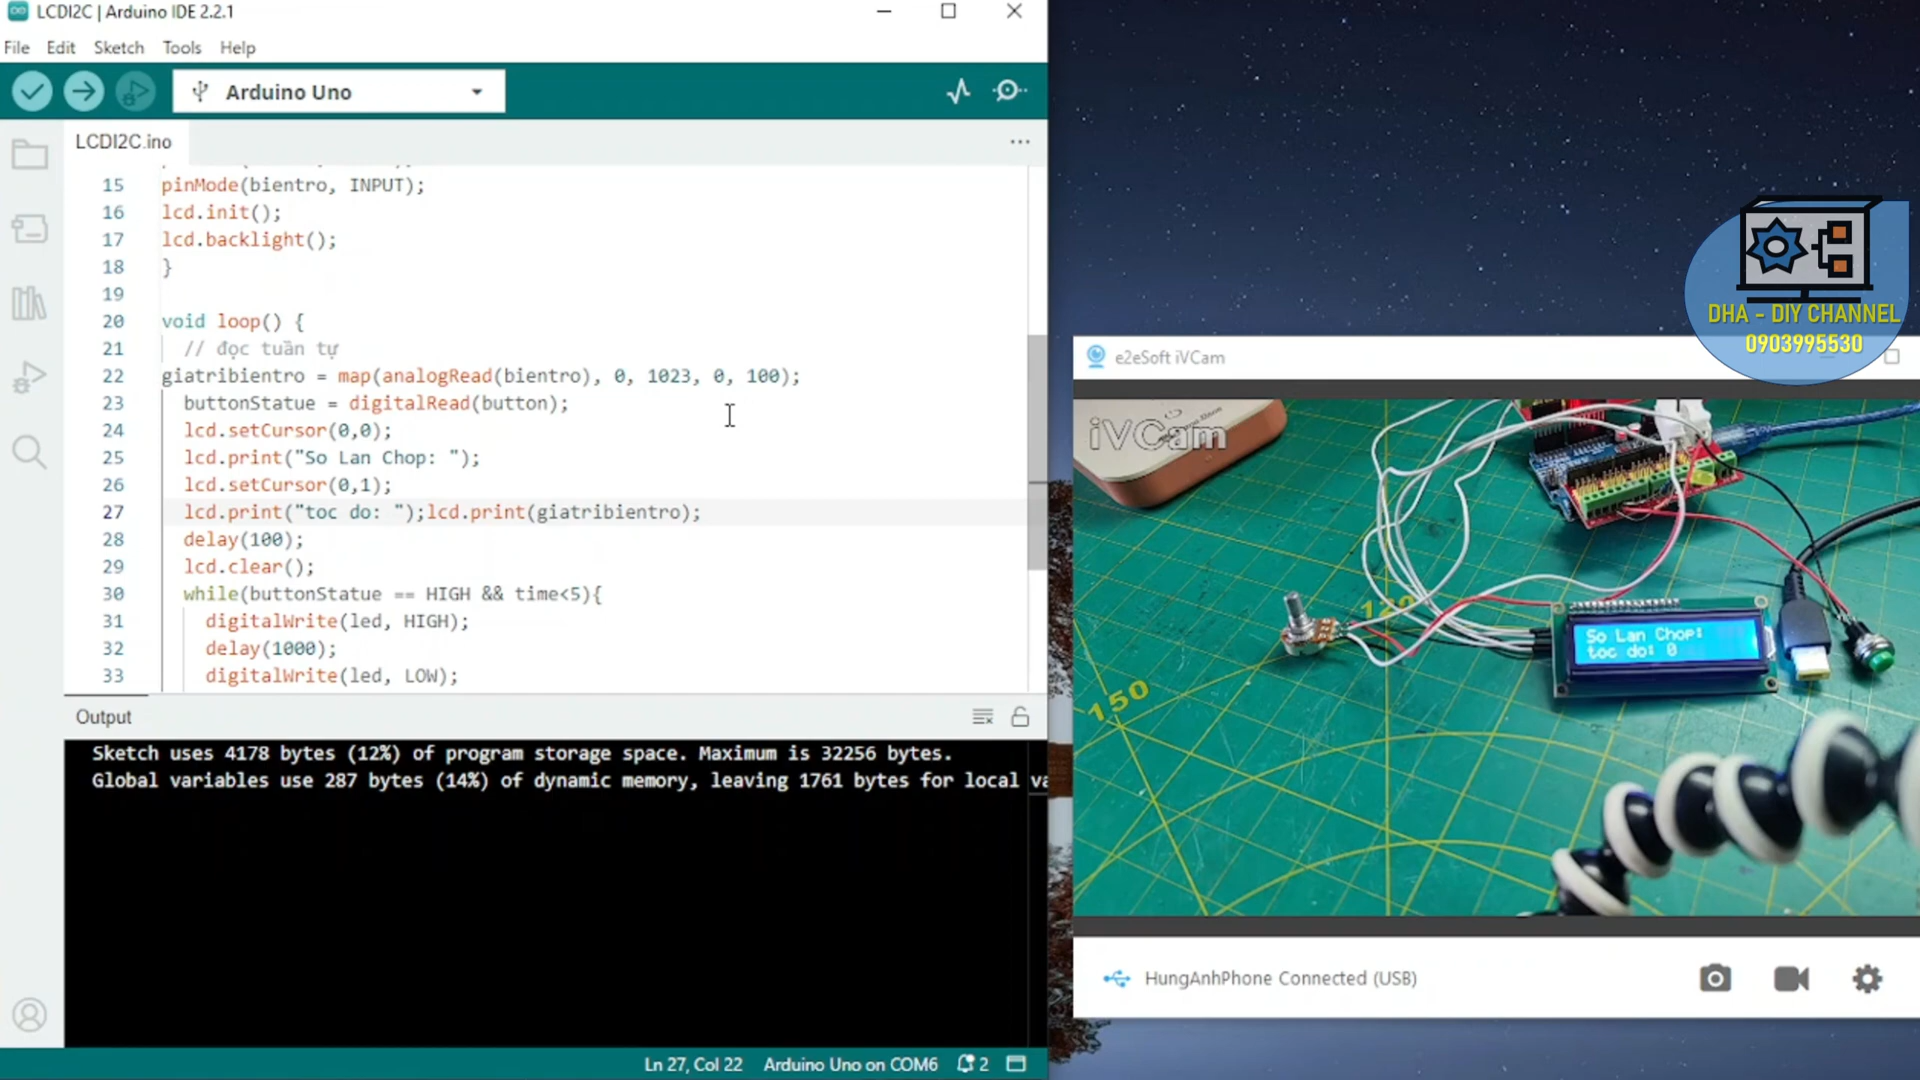 LCDI2C | Arduino IDE 2.2.1
File Edit Sketch Tools Help
Arduino Uno
LCDI2C.ino
15 pinMode(bientro, INPUT);
16 lcd.init();
17 lcd.backlight();
18 }
19
20 void loop() {
21 // đọc tuần tự
22 giatribientro = map(analogRead(bientro), 0, 1023, 0, 100);
23 buttonStatue = digitalRead(button);
24 lcd.setCursor(0,0);
25 lcd.print("So Lan Chop: ");
26 lcd.setCursor(0,1);
27 lcd.print("toc do: ");lcd.print(giatribientro);
28 delay(100);
29 lcd.clear();
30 while(buttonStatue == HIGH && time<5){
31 digitalWrite(led, HIGH);
32 delay(1000);
33 digitalWrite(led, LOW);
Output
Sketch uses 4178 bytes (12%) of program storage space. Maximum is 32256 bytes.
Global variables use 287 bytes (14%) of dynamic memory, leaving 1761 bytes for local va
Ln 27, Col 22 Arduino Uno on COM6 2
DHA - DIY CHANNEL
0903995530
e2eSoft iVCam
iVCam
120
150
So Lan Chop:
toc do: 0
HungAnhPhone Connected (USB)